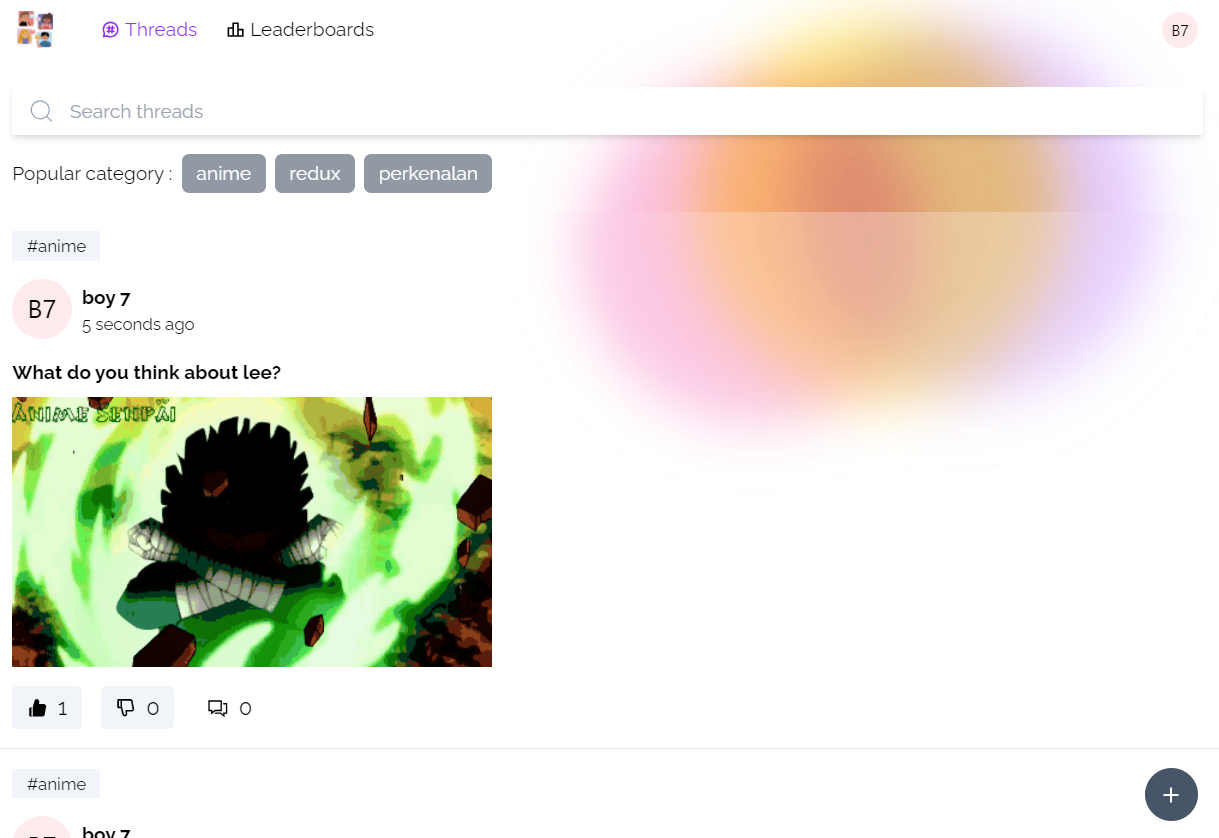 Threads
Leaderboards
B7
Search threads
Popular category :
anime
redux
perkenalan
#anime
B7
boy 7
5 seconds ago
What do you think about lee?
ANIME SENPAI
1
0
0
#anime
boy 7